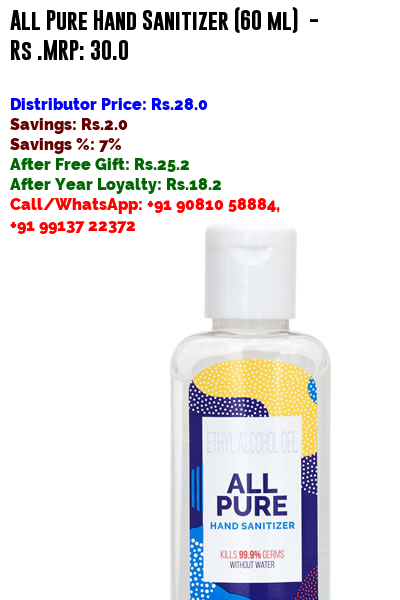 All Pure Hand Sanitizer (60 ml) -
Rs .MRP: 30.0
Distributor Price: Rs.28.0
Savings: Rs.2.0
Savings %: 7%
After Free Gift: Rs.25.2
After Year Loyalty: Rs.18.2
Call/WhatsApp: +91 90810 58884,
+91 99137 22372
ETHYL ALCOHOL GEL
ALL
PURE
HAND SANITIZER
KILLS 99.9% GERMS
WITHOUT WATER